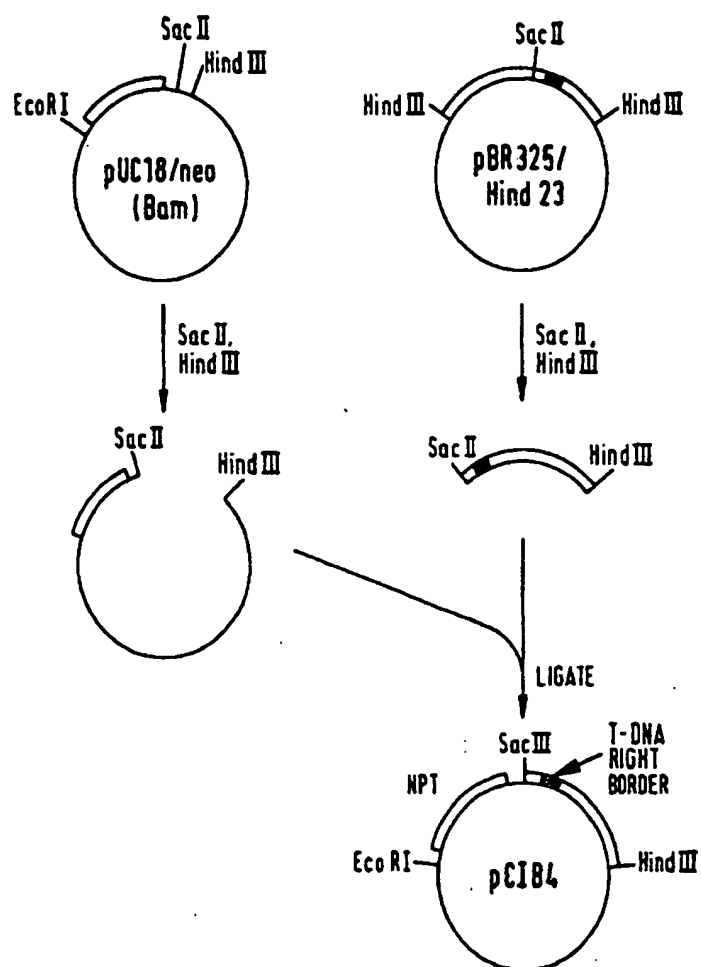 Sac II
Hind III
EcoRI
pUC18/neo
(Bam)
Sac II
Hind III
Hind III
pBR325/
Hind 23
Sac II,
Hind III
Sac II,
Hind III
Sac II
Hind III
Sac II
Hind III
LIGATE
Sac III
T-DNA
RIGHT
BORDER
NPT
Eco RI
Hind III
pCIB4